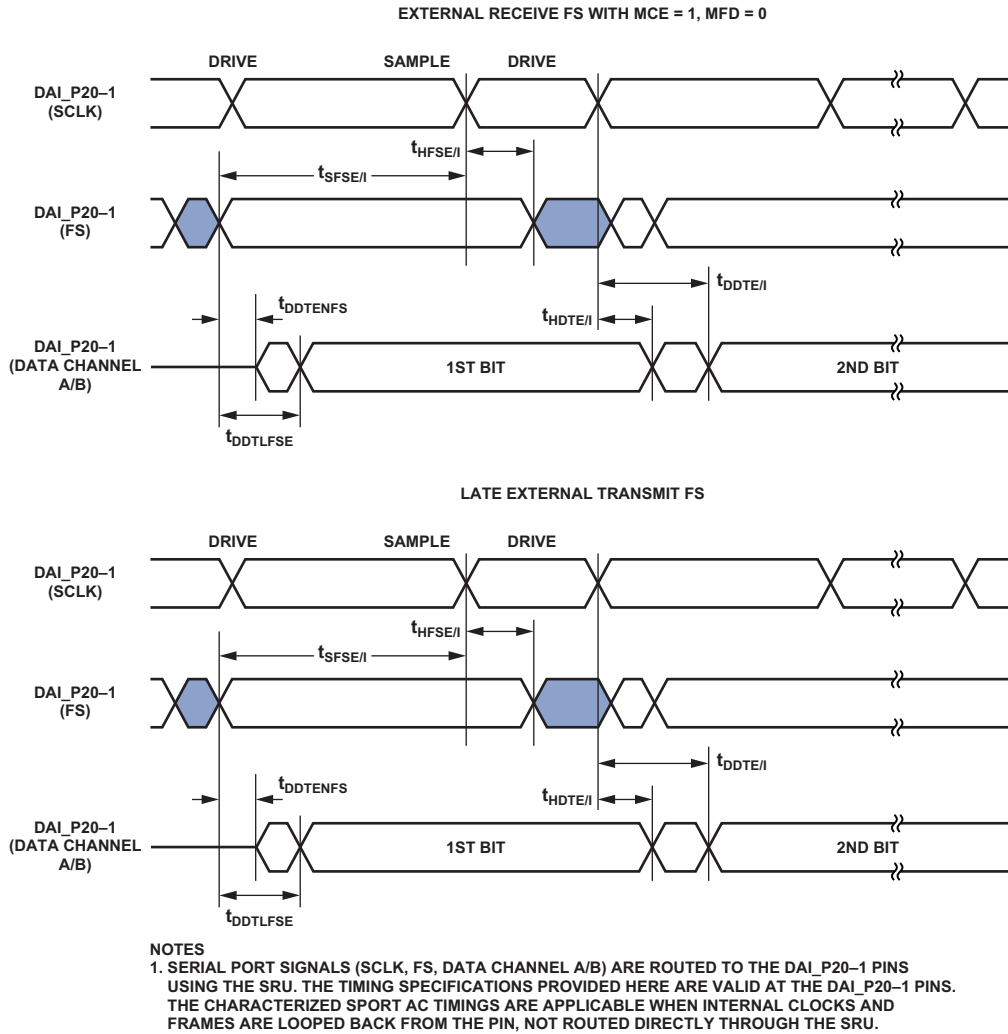 EXTERNAL RECEIVE FS WITH MCE = 1, MFD = 0
DRIVE SAMPLE DRIVE
DAI_P20–1
(SCLK)
tHFSE/I
tSFSE/I
DAI_P20–1
(FS)
tDDTE/I
tDDTENFS
tHDTE/I
DAI_P20–1
(DATA CHANNEL
A/B)
1ST BIT 2ND BIT
tDDTLFSE
LATE EXTERNAL TRANSMIT FS
DRIVE SAMPLE DRIVE
DAI_P20–1
(SCLK)
tHFSE/I
tSFSE/I
DAI_P20–1
(FS)
tDDTE/I
tDDTENFS
tHDTE/I
DAI_P20–1
(DATA CHANNEL
A/B)
1ST BIT 2ND BIT
tDDTLFSE
NOTES
1. SERIAL PORT SIGNALS (SCLK, FS, DATA CHANNEL A/B) ARE ROUTED TO THE DAI_P20–1 PINS
USING THE SRU. THE TIMING SPECIFICATIONS PROVIDED HERE ARE VALID AT THE DAI_P20–1 PINS.
THE CHARACTERIZED SPORT AC TIMINGS ARE APPLICABLE WHEN INTERNAL CLOCKS AND
FRAMES ARE LOOPED BACK FROM THE PIN, NOT ROUTED DIRECTLY THROUGH THE SRU.